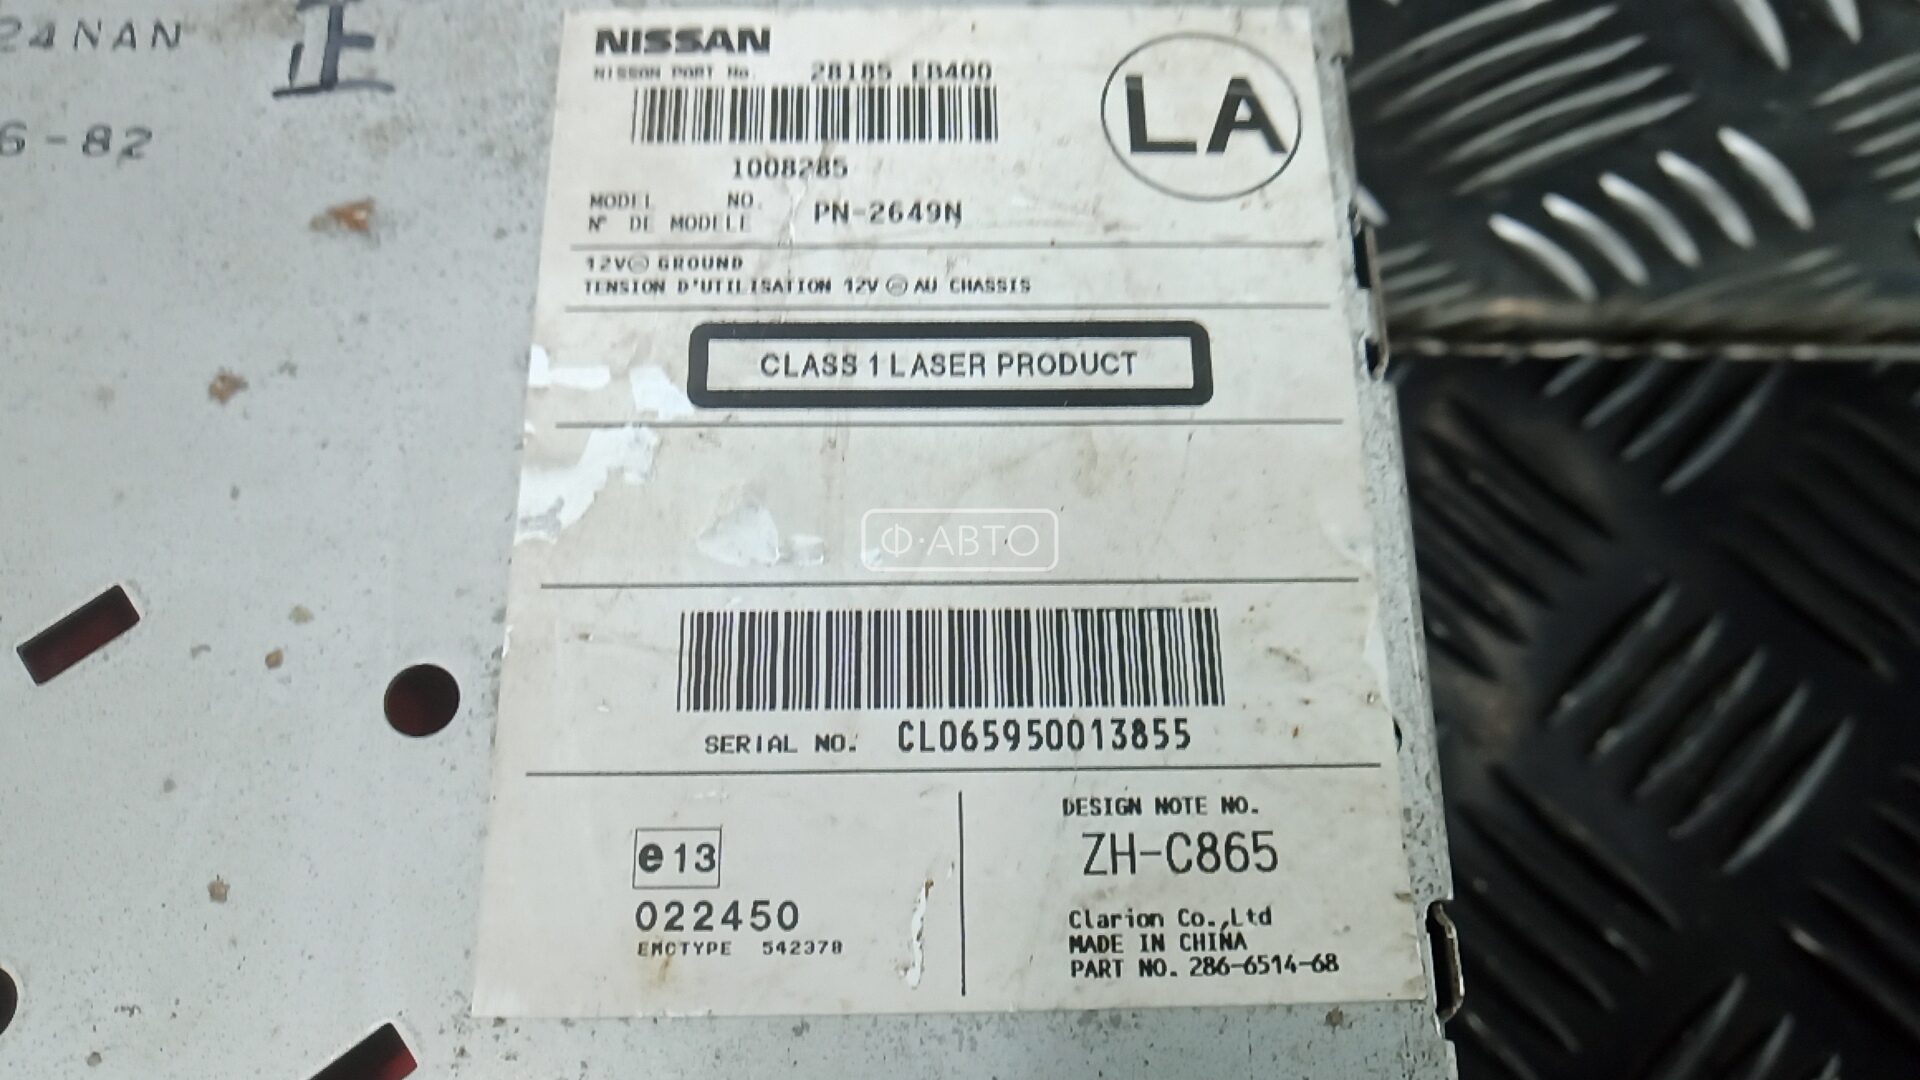 24NAN
6-82
NISSAN
NISSAN PART No. 28185 EB400
1008285
LA
MODEL NO.
N° DE MODELE
PN-2649N
12V⊖ GROUND
TENSION D'UTILISATION 12V ⊖ AU CHASSIS
CLASS 1 LASER PRODUCT
Ф·АВТО
SERIAL NO. CL065950013855
e13
022450
EMCTYPE 542378
DESIGN NOTE NO.
ZH-C865
Clarion Co.,Ltd
MADE IN CHINA
PART NO. 286-6514-68